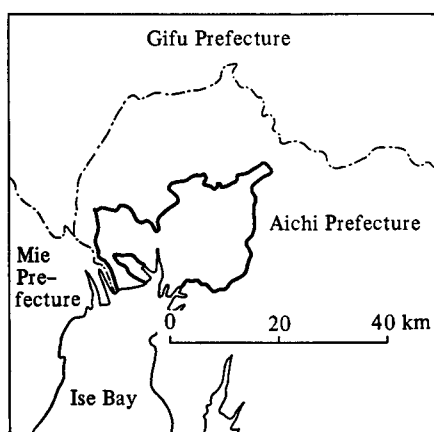 Gifu Prefecture
Aichi Prefecture
Mie
Pre-
fecture
0 20 40 km
Ise Bay